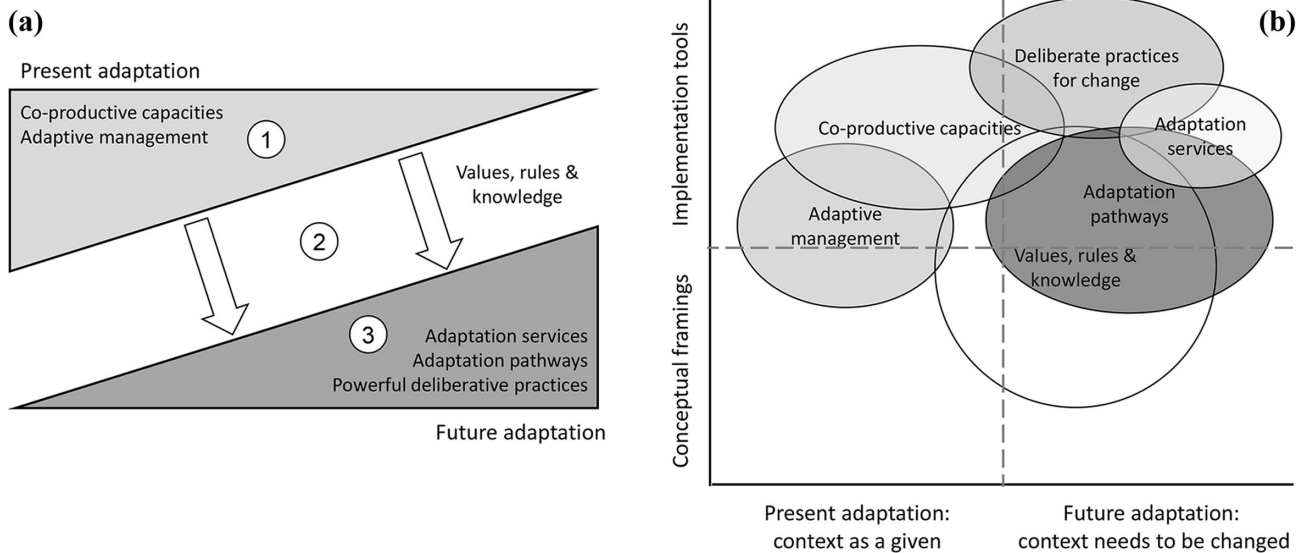 (a)
Present adaptation
Co-productive capacities
Adaptive management
1
Values, rules &
knowledge
2
3
Adaptation services
Adaptation pathways
Powerful deliberative practices
Future adaptation
(b)
Implementation tools
Conceptual framings
Deliberate practices
for change
Co-productive capacities
Adaptation
services
Adaptation
pathways
Adaptive
management
Values, rules &
knowledge
Present adaptation:
context as a given
Future adaptation:
context needs to be changed